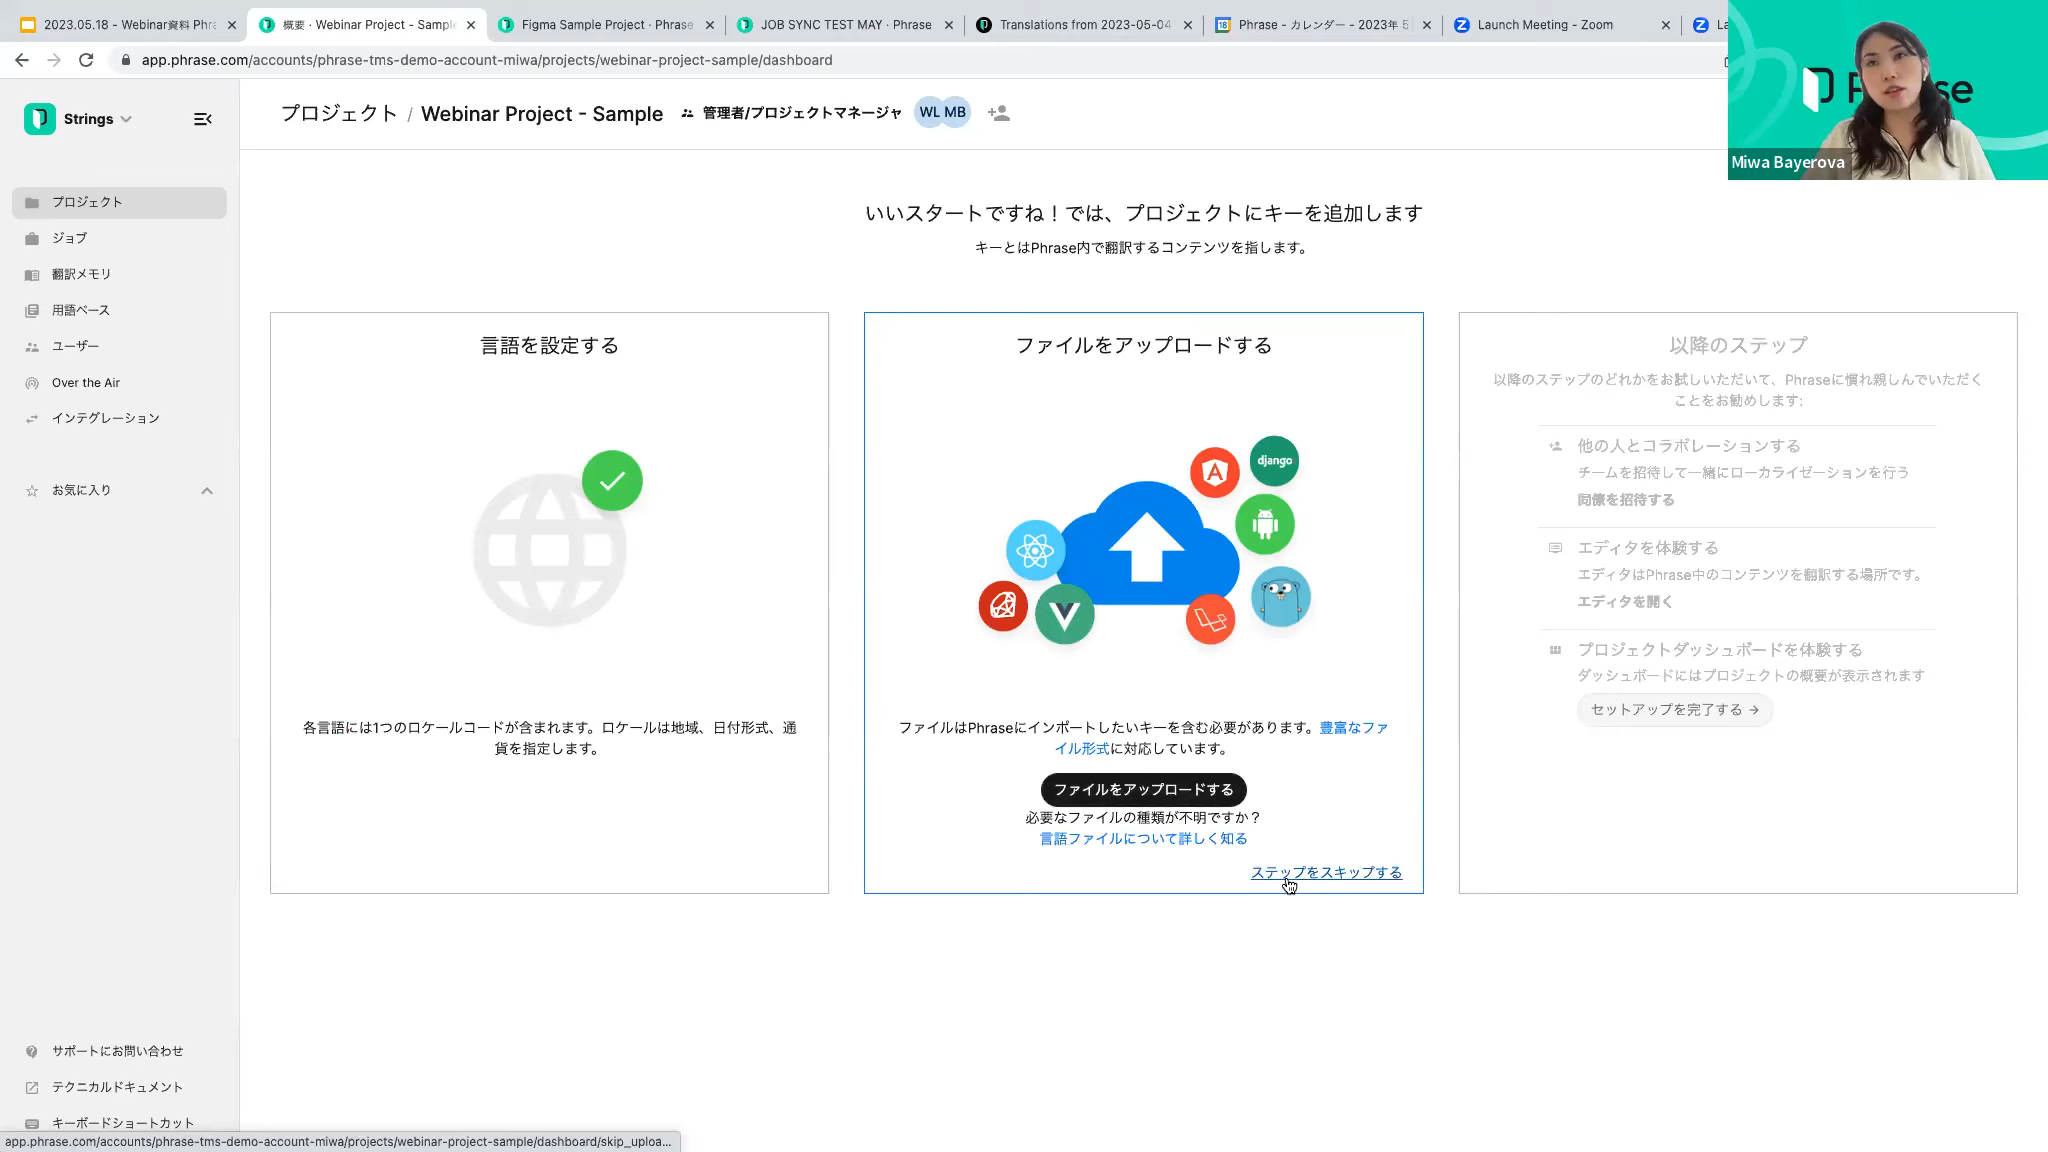 2023.05.18 - Webinar資料 Phra
概要 · Webinar Project - Sample
Figma Sample Project · Phrase
JOB SYNC TEST MAY · Phrase
Translations from 2023-05-04
Phrase - カレンダー - 2023年 5
Launch Meeting - Zoom
La
app.phrase.com/accounts/phrase-tms-demo-account-miwa/projects/webinar-project-sample/dashboard
Miwa Bayerova
Strings
プロジェクト / Webinar Project - Sample 管理者/プロジェクトマネージャ WL MB
プロジェクト
ジョブ
翻訳メモリ
用語ベース
ユーザー
Over the Air
インテグレーション
お気に入り
サポートにお問い合わせ
テクニカルドキュメント
キーボードショートカット
いいスタートですね！では、プロジェクトにキーを追加します
キーとはPhrase内で翻訳するコンテンツを指します。
言語を設定する
各言語には1つのロケールコードが含まれます。ロケールは地域、日付形式、通
貨を指定します。
ファイルをアップロードする
django
ファイルはPhraseにインポートしたいキーを含む必要があります。豊富なファ
イル形式に対応しています。
ファイルをアップロードする
必要なファイルの種類が不明ですか？
言語ファイルについて詳しく知る
ステップをスキップする
以降のステップ
以降のステップのどれかをお試しいただいて、Phraseに慣れ親しんでいただく
ことをお勧めします:
他の人とコラボレーションする
チームを招待して一緒にローカライゼーションを行う
同僚を招待する
エディタを体験する
エディタはPhrase中のコンテンツを翻訳する場所です。
エディタを開く
プロジェクトダッシュボードを体験する
ダッシュボードにはプロジェクトの概要が表示されます
セットアップを完了する →
app.phrase.com/accounts/phrase-tms-demo-account-miwa/projects/webinar-project-sample/dashboard/skip_uploa...